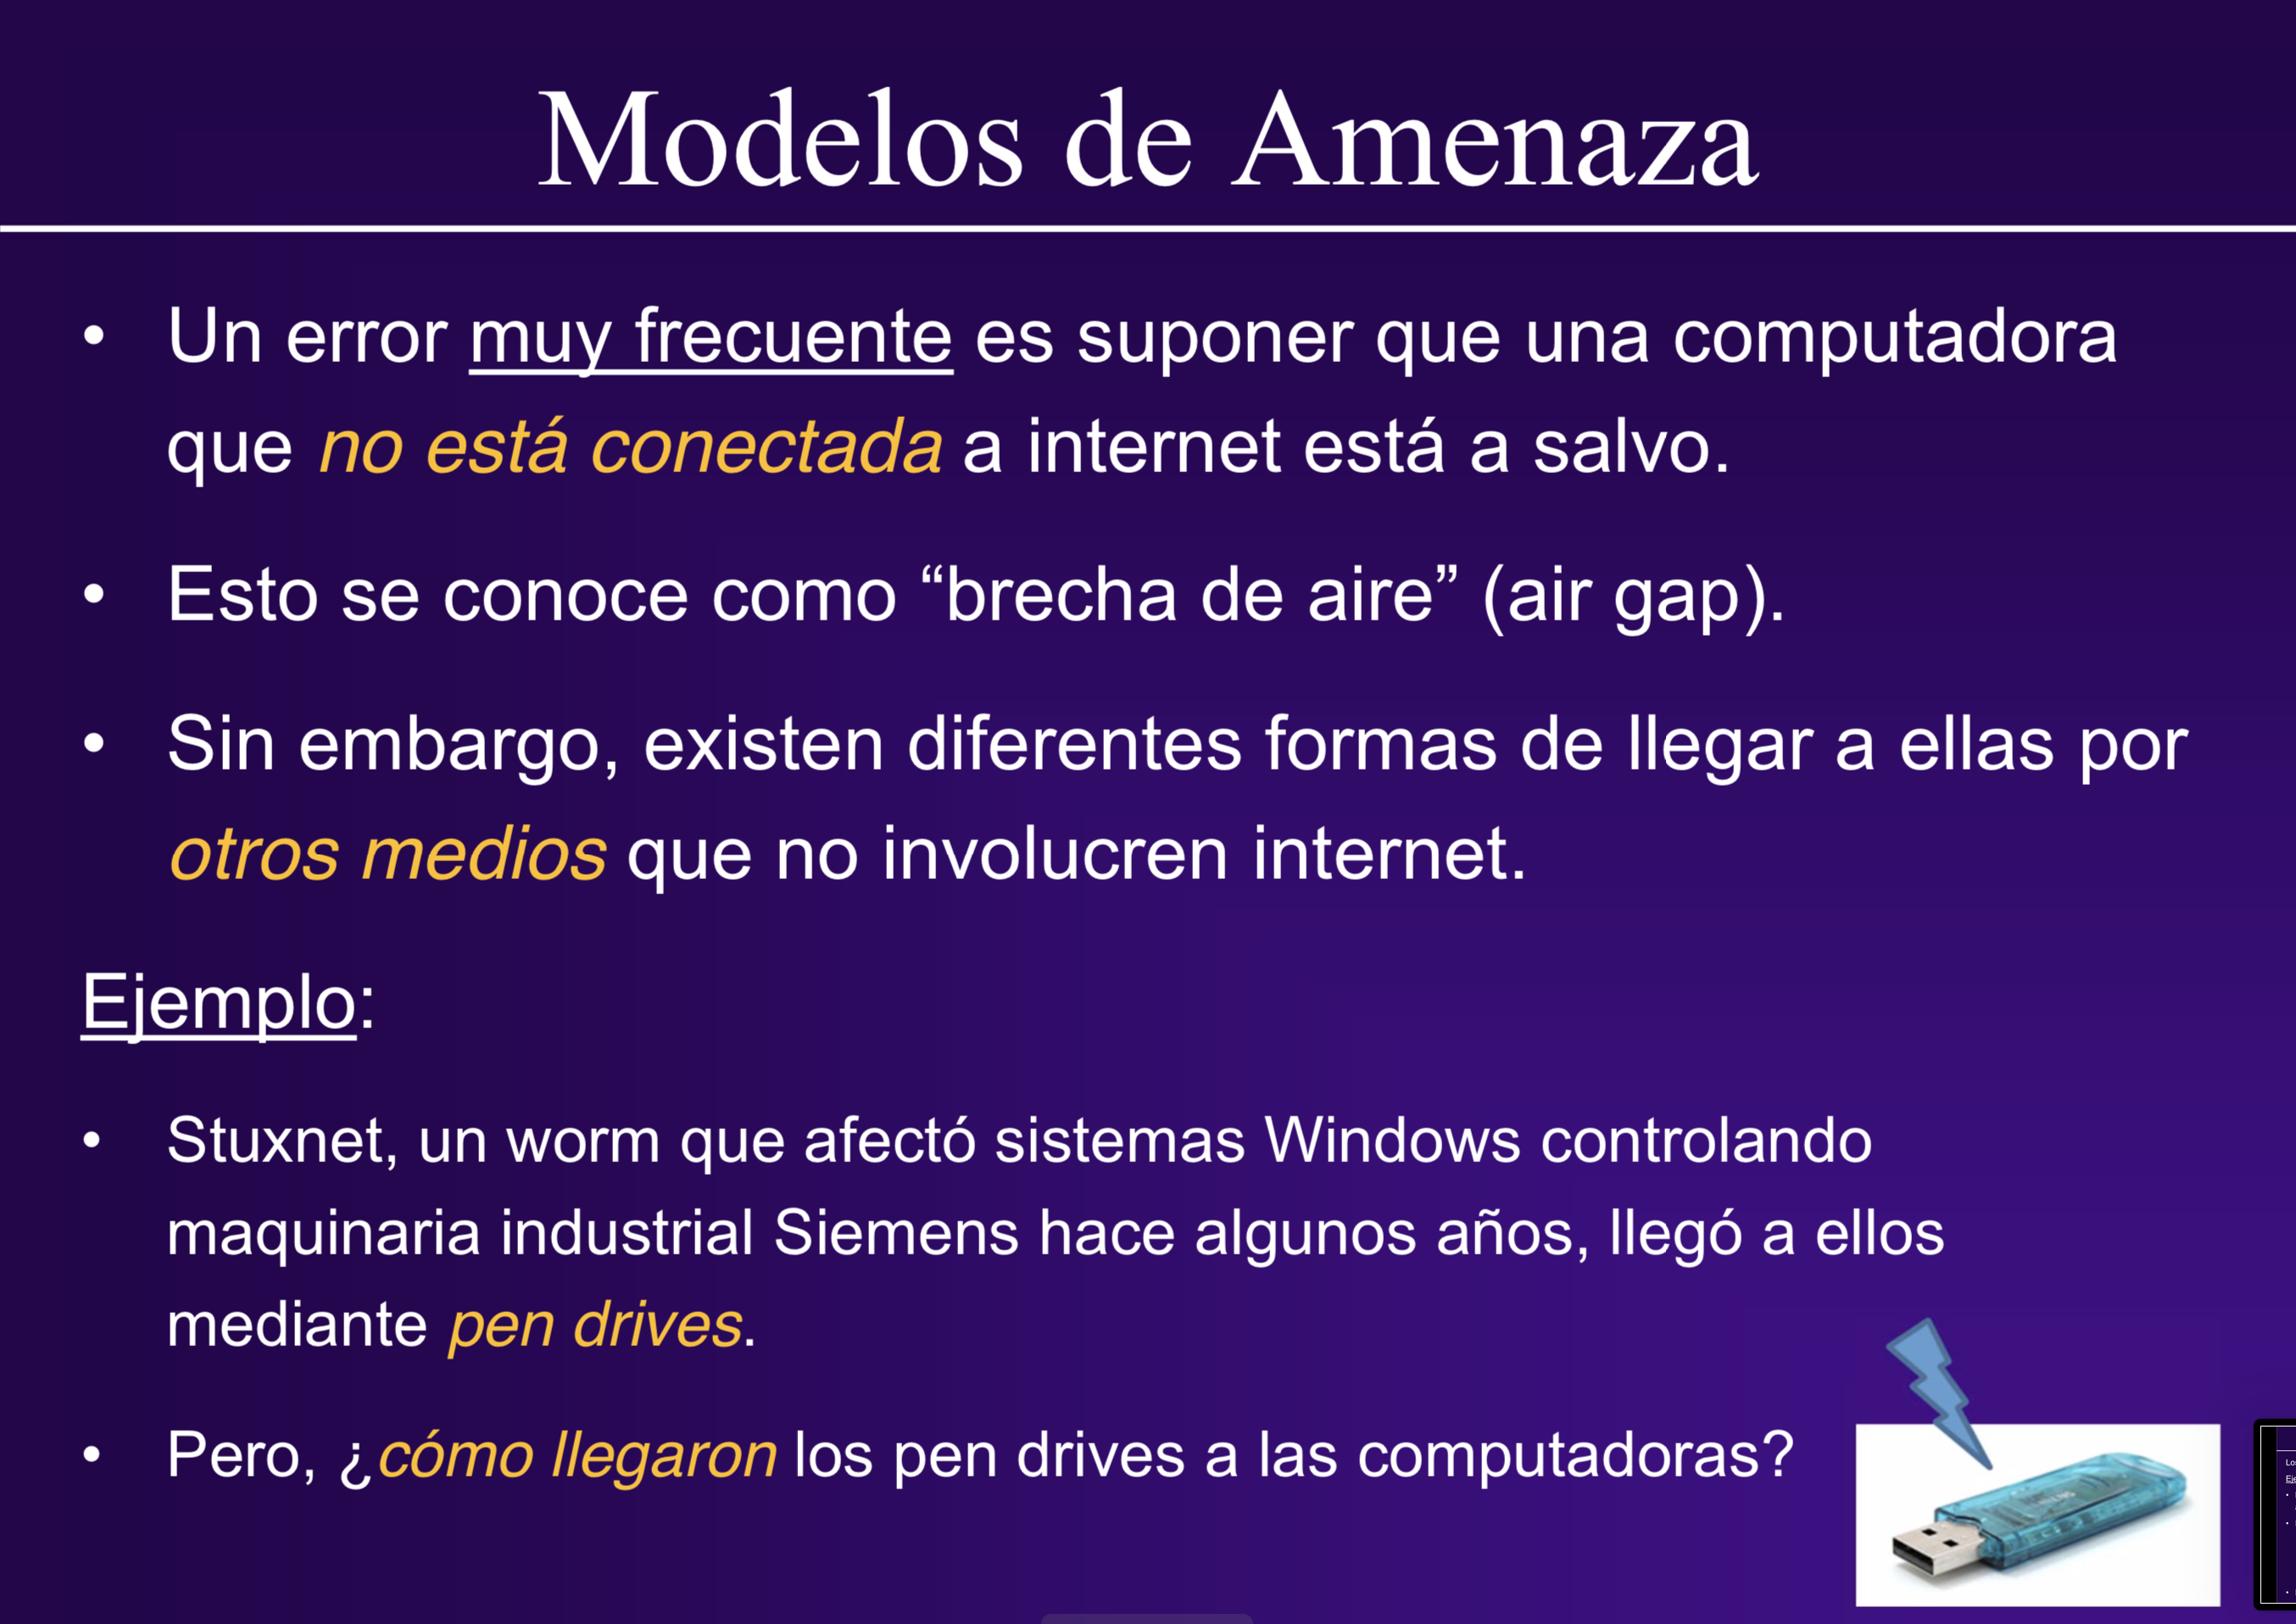 Modelos de Amenaza
• Un error muy frecuente es suponer que una computadora
que no está conectada a internet está a salvo.
• Esto se conoce como “brecha de aire” (air gap).
• Sin embargo, existen diferentes formas de llegar a ellas por
otros medios que no involucren internet.
Ejemplo:
• Stuxnet, un worm que afectó sistemas Windows controlando
maquinaria industrial Siemens hace algunos años, llegó a ellos
mediante pen drives.
• Pero, ¿cómo llegaron los pen drives a las computadoras?